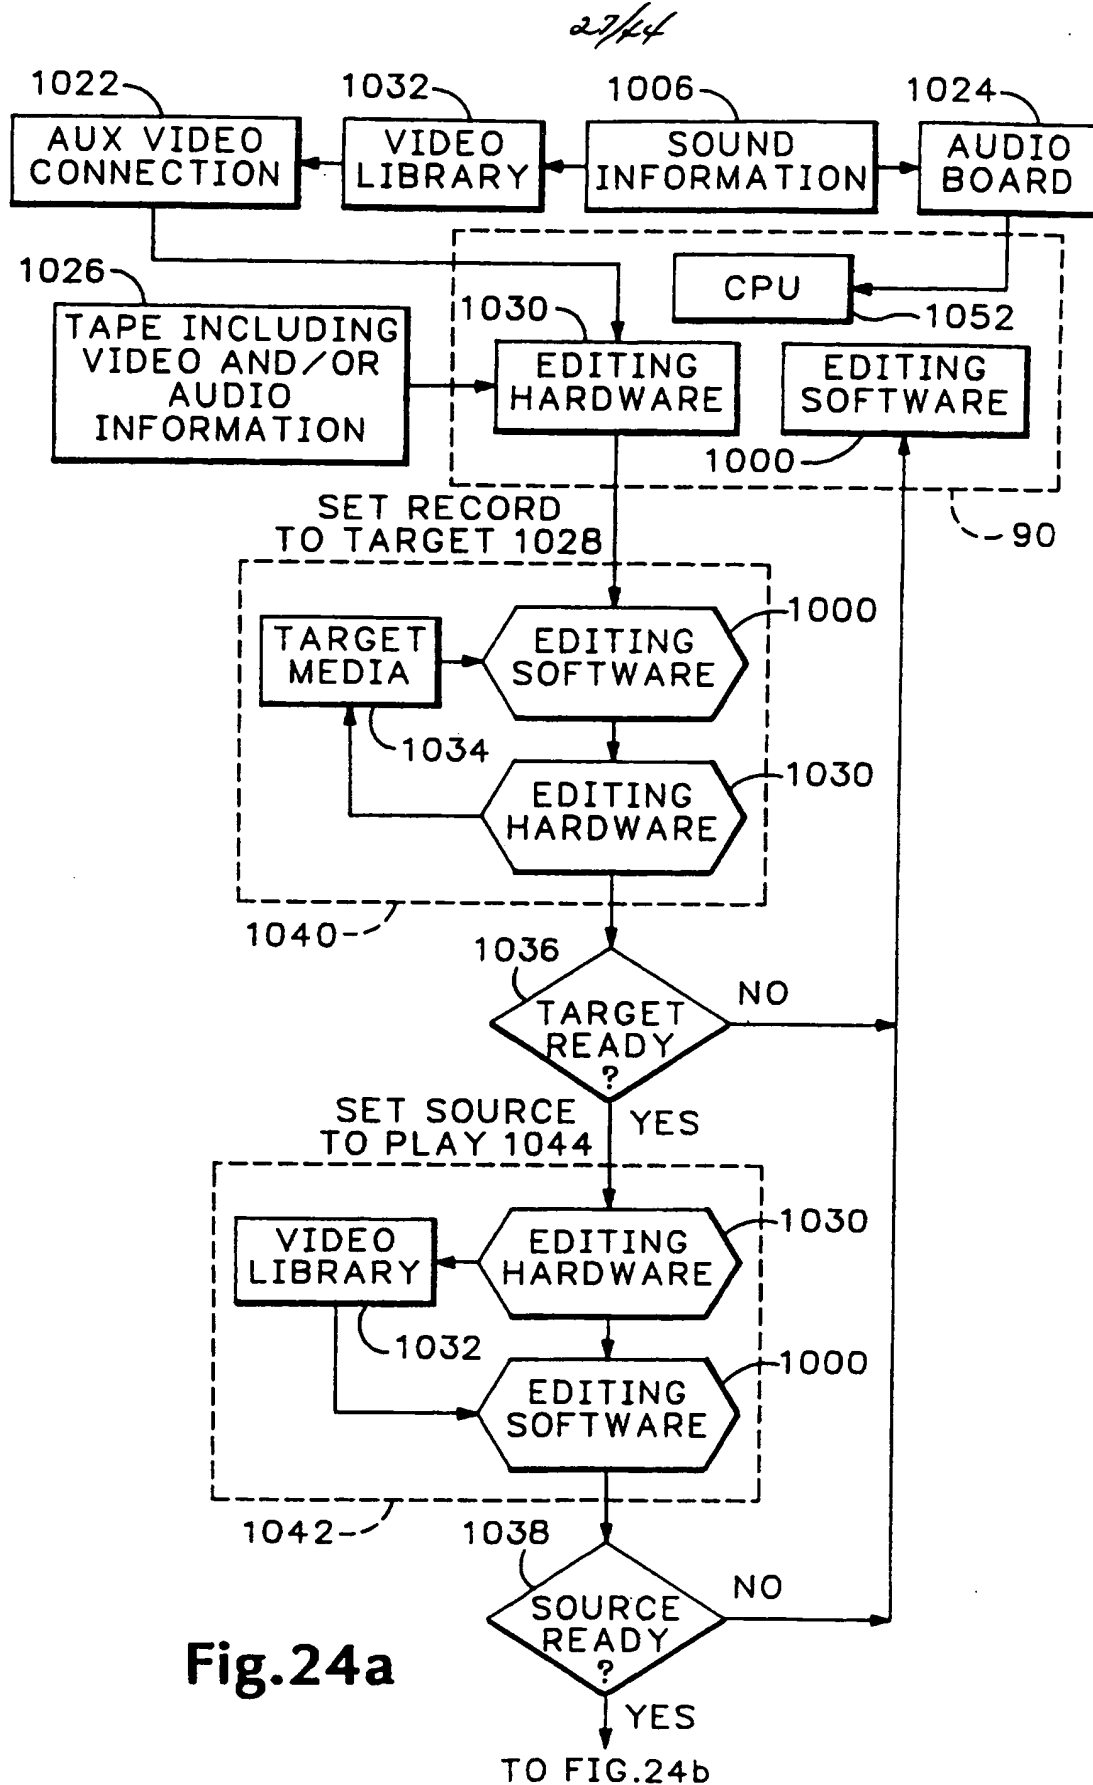 27/44
1022
1032
1006
1024
AUX VIDEO
CONNECTION
VIDEO
LIBRARY
SOUND
INFORMATION
AUDIO
BOARD
1026
CPU
1052
1030
TAPE INCLUDING
VIDEO AND/OR
AUDIO
INFORMATION
EDITING
HARDWARE
EDITING
SOFTWARE
1000
90
SET RECORD
TO TARGET 1028
1000
TARGET
MEDIA
EDITING
SOFTWARE
1034
1030
EDITING
HARDWARE
1040
1036
NO
TARGET
READY
?
YES
SET SOURCE
TO PLAY 1044
1030
VIDEO
LIBRARY
EDITING
HARDWARE
1032
1000
EDITING
SOFTWARE
1042
1038
NO
SOURCE
READY
?
Fig.24a
YES
TO FIG.24b